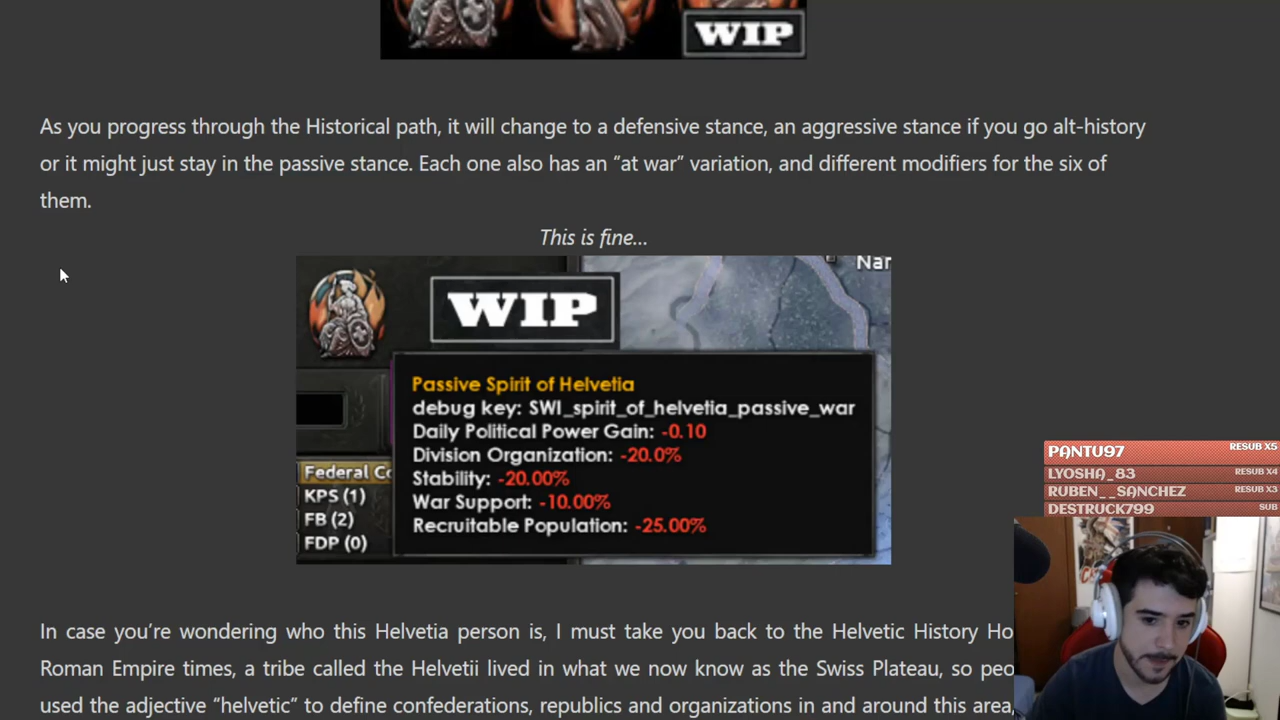 WIP
As you progress through the Historical path, it will change to a defensive stance, an aggressive stance if you go alt-history
or it might just stay in the passive stance. Each one also has an “at war” variation, and different modifiers for the six of
them.
This is fine...
Nar
WIP
Passive Spirit of Helvetia
debug key: SWI_spirit_of_helvetia_passive_war
Daily Political Power Gain: -0.10
Division Organization: -20.0%
Stability: -20.00%
War Support: -10.00%
Recruitable Population: -25.00%
Federal Co
KPS (1)
FB (2)
FDP (0)
PANTU97 RESUB X5
LYOSHA_83 RESUB X4
RUBEN__SANCHEZ RESUB X3
DESTRUCK799 SUB
In case you’re wondering who this Helvetia person is, I must take you back to the Helvetic History Ho
Roman Empire times, a tribe called the Helvetii lived in what we now know as the Swiss Plateau, so peo
used the adjective “helvetic” to define confederations, republics and organizations in and around this area,